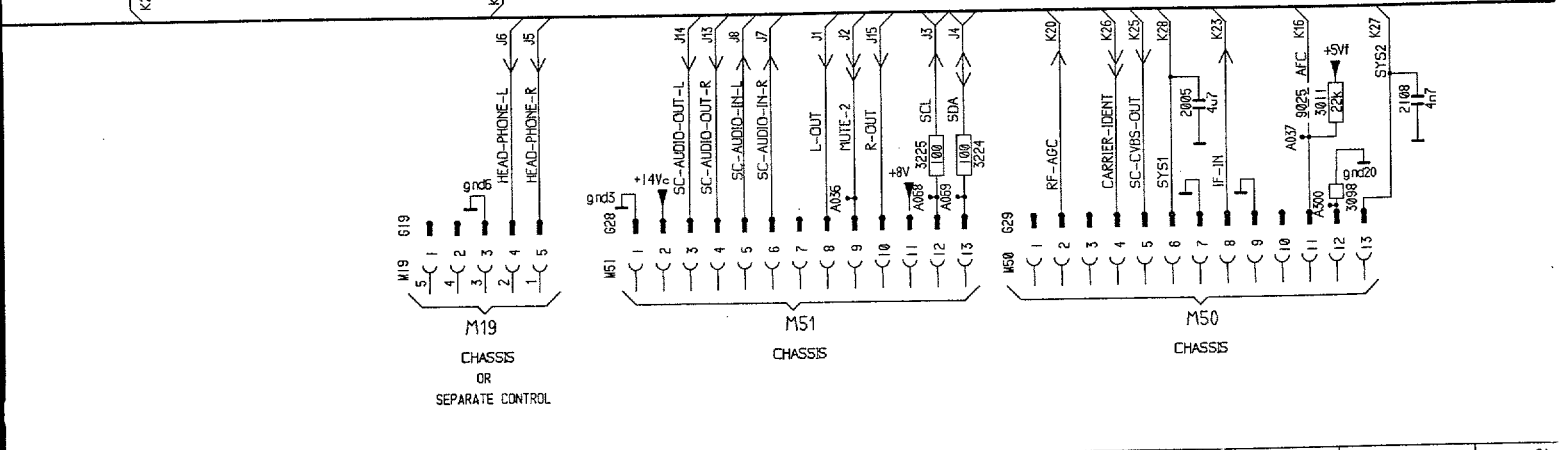 J6
J5
HEAD-PHONE-L
HEAD-PHONE-R
gnd6
G19
1
2
3
4
5
M19
5
4
3
2
1
M19
CHASSIS
OR
SEPARATE CONTROL
J14
J13
J8
J7
J1
J2
J15
J3
J4
SC-AUDIO-OUT-L
SC-AUDIO-OUT-R
SC-AUDIO-IN-L
SC-AUDIO-IN-R
L-OUT
MUTE-2
R-OUT
SCL
SDA
3225
100
100
3224
+8V
+14Vc
gnd3
A036
A068
A069
G28
1
2
3
4
5
6
7
8
9
10
11
12
13
M51
M51
CHASSIS
K20
K26
K25
K28
K23
K16
K27
RF-AGC
CARRIER-IDENT
SC-CVBS-OUT
SYS1
2005
4u7
IF-IN
AFC
9025
+5Vf
3011
22k
A037
SYS2
2108
4n7
gnd20
A300
3098
G29
1
2
3
4
5
6
7
8
9
10
11
12
13
M50
M50
CHASSIS